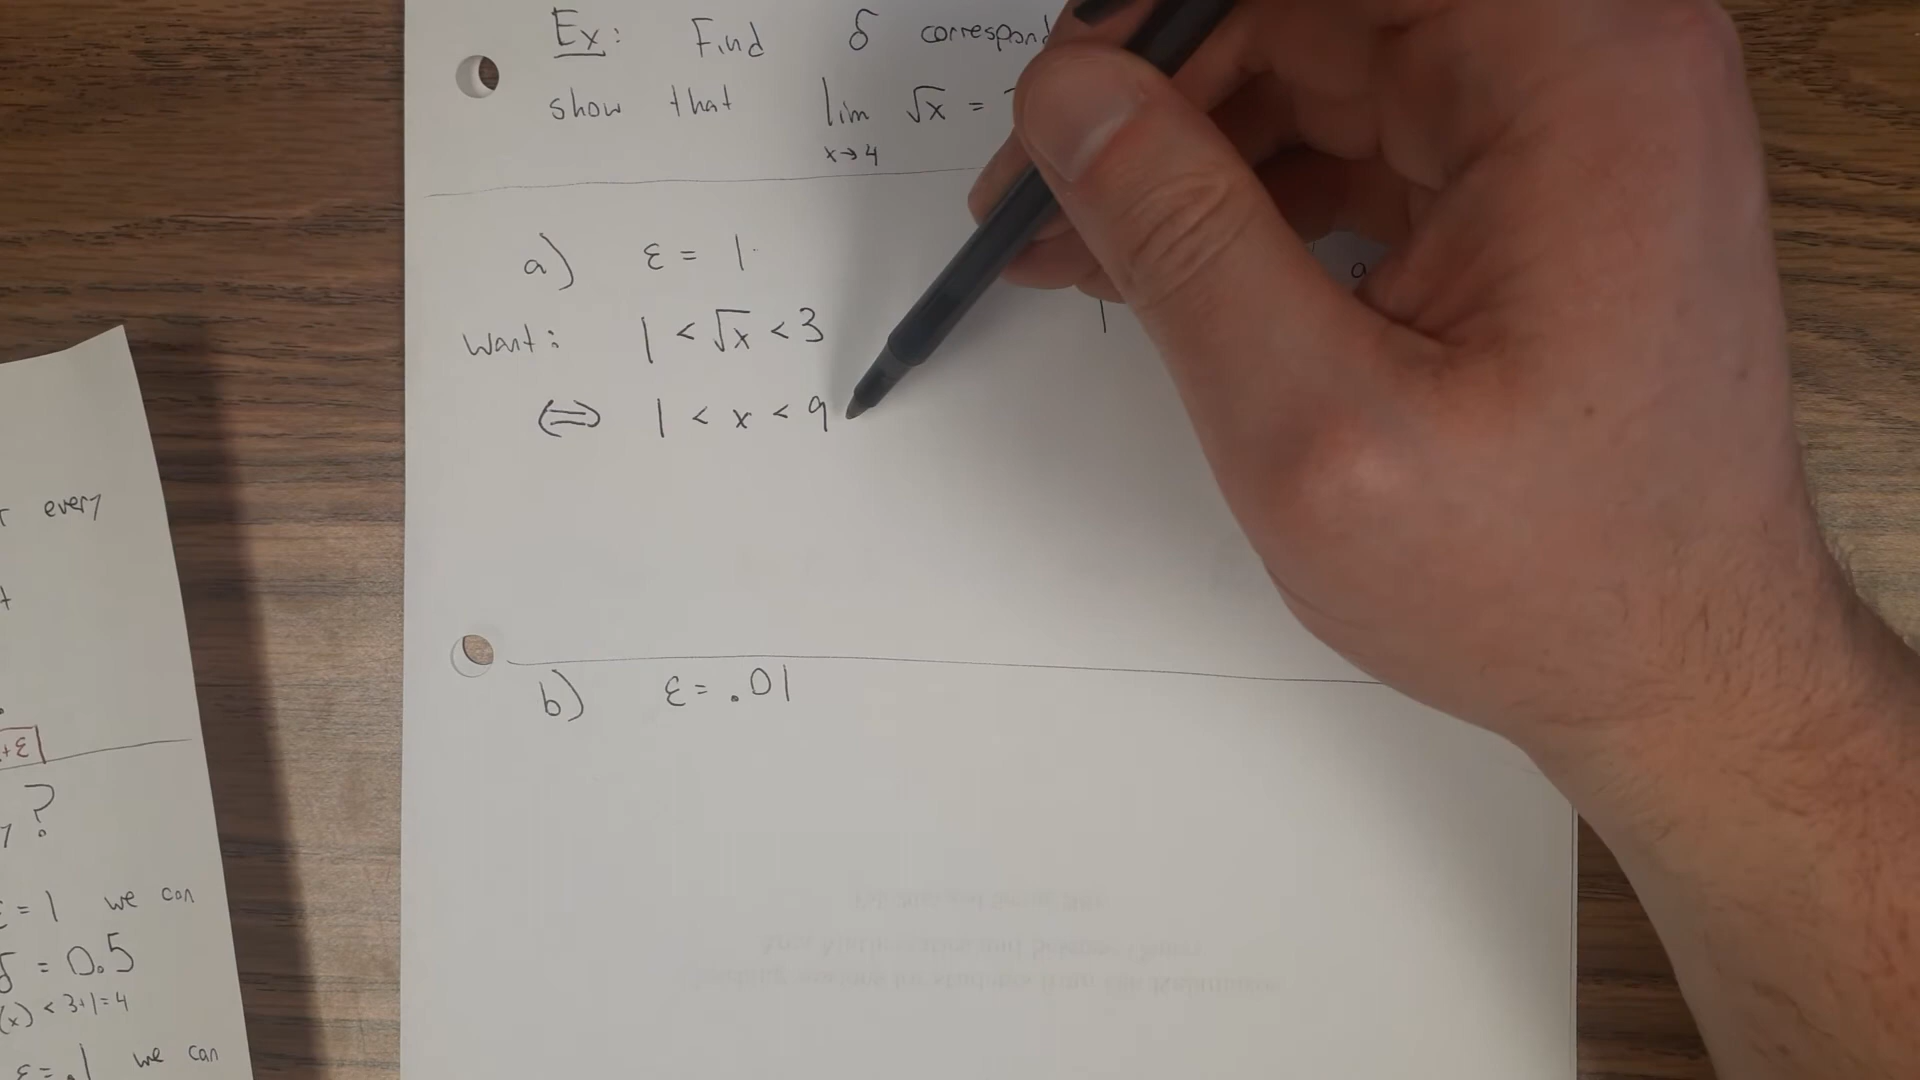 Ex: Find δ correspond
show that lim √x =
x→4
a) ε = 1
Want: 1 < √x < 3
⟺ 1 < x < 9
b) ε = .01
every
+ε
?
= 1 we can
δ = 0.5
(x) < 3+1=4
ε = .1 we can